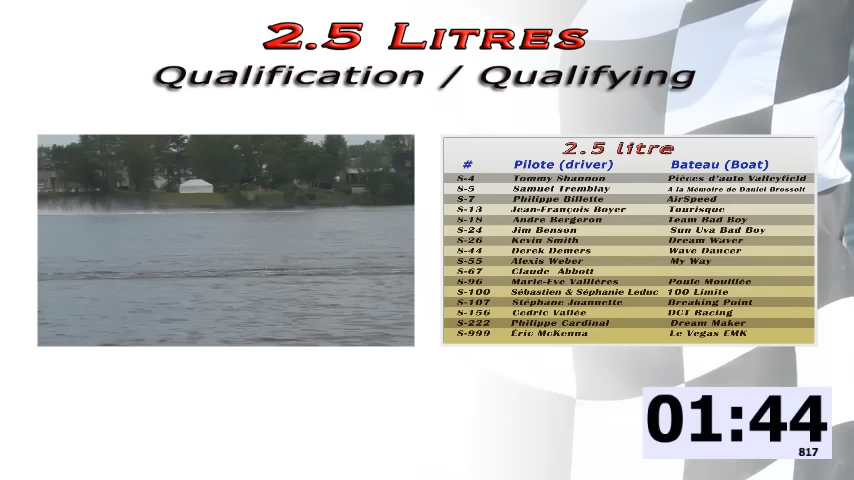 2.5 LITRES
Qualification / Qualifying
2.5 litre
# Pilote (driver) Bateau (Boat)
S-4 Tommy Shannon Pièces d'auto Valleyfield
S-5 Samuel Tremblay A la Mémoire de Daniel Brossoit
S-7 Philippe Billette AirSpeed
S-13 Jean-François Boyer Tourisque
S-18 Andre Bergeron Team Bad Boy
S-24 Jim Benson Sun Uva Bad Boy
S-26 Kevin Smith Dream Waver
S-44 Derek Demers Wave Dancer
S-55 Alexis Weber My Way
S-67 Claude Abbott
S-96 Marie-Eve Vallières Poule Mouillée
S-100 Sébastien & Séphanie Leduc 100 Limite
S-107 Stéphane Joannette Breaking Point
S-156 Cedric Vallée DCT Racing
S-222 Philippe Cardinal Dream Maker
S-999 Éric McKenna Le Vegas EMK
01:44
817